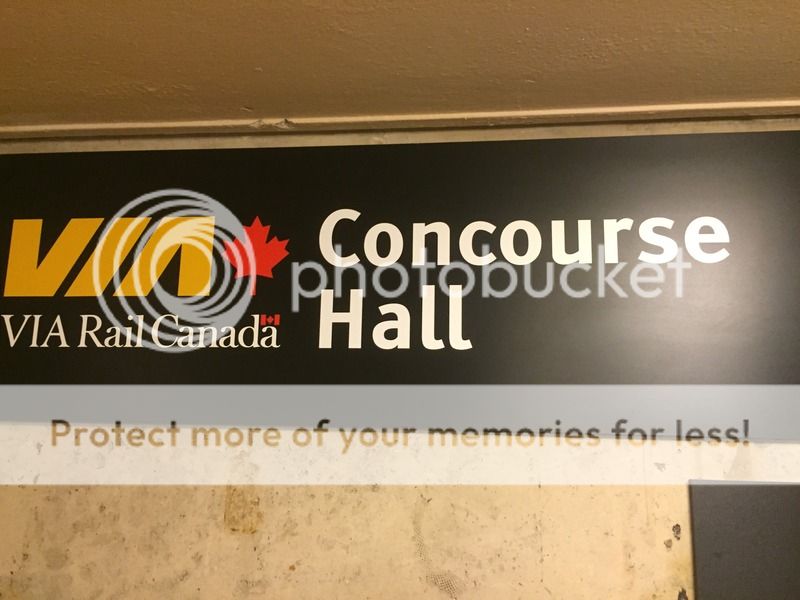 VIA
VIA Rail Canada
Concourse
Hall
photobucket
Protect more of your memories for less!